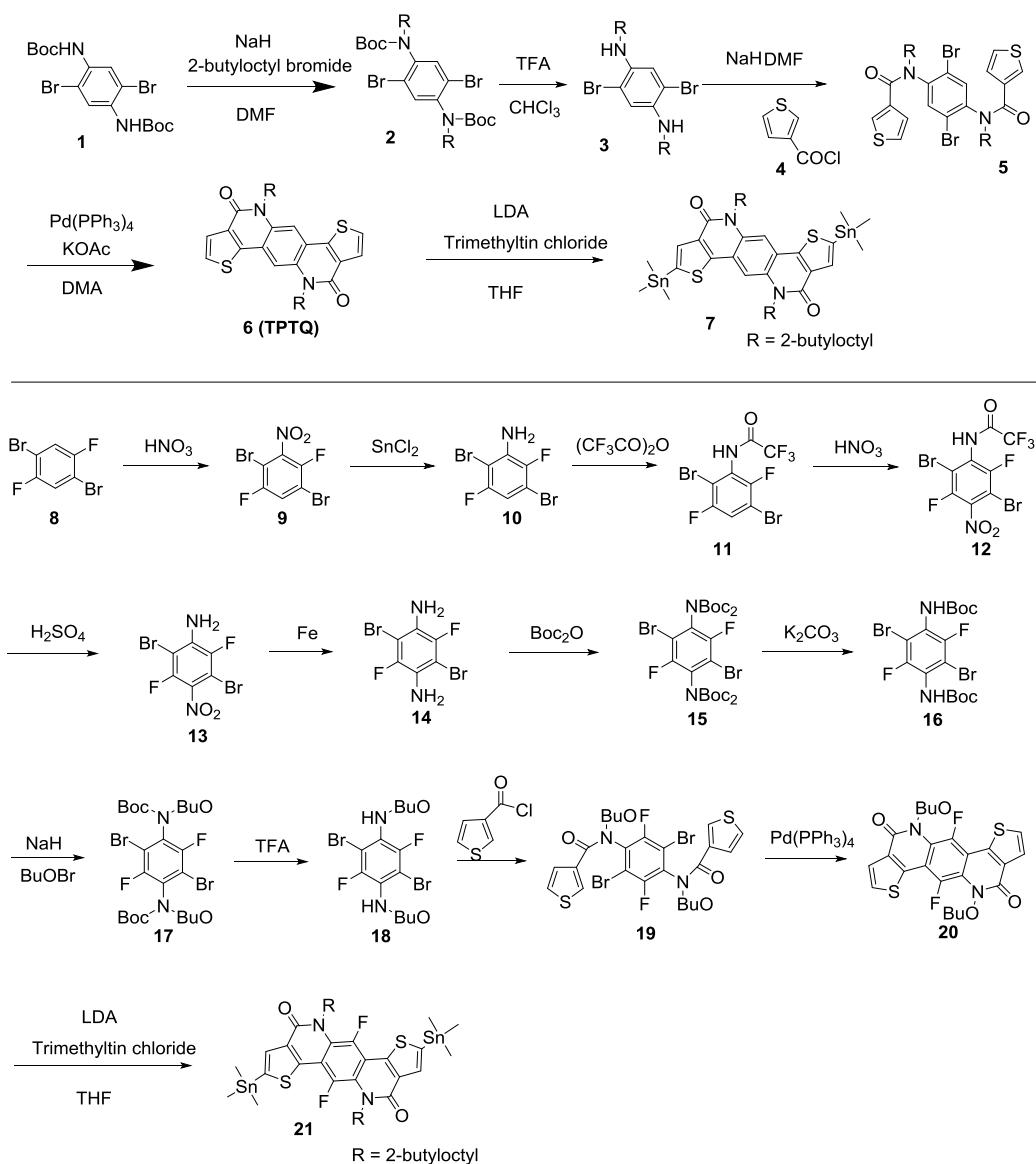 BocHN
Br
Br
NHBoc
1
NaH
2-butyloctyl bromide
DMF
R
Boc N
Br
Br
N Boc
R
2
TFA
CHCl3
R
HN
Br
Br
NH
R
3
NaH DMF
S
COCl
4
S
R
O N Br
S Br N O
R
5
Pd(PPh3)4
KOAc
DMA
R
O N S
S N O
R
6 (TPTQ)
LDA
Trimethyltin chloride
THF
R
O N S Sn
Sn S N O
R
7
R = 2-butyloctyl
Br
F
F
Br
8
HNO3
NO2
Br F
F Br
9
SnCl2
NH2
Br F
F Br
10
(CF3CO)2O
O
HN CF3
Br F
F Br
11
HNO3
O
HN CF3
Br F
F Br
NO2
12
H2SO4
NH2
Br F
F Br
NO2
13
Fe
NH2
Br F
F Br
NH2
14
Boc2O
NBoc2
Br F
F Br
NBoc2
15
K2CO3
NHBoc
Br F
F Br
NHBoc
16
NaH
BuOBr
Boc N BuO
Br F
F Br
Boc N BuO
17
TFA
HN BuO
Br F
F Br
HN BuO
18
O
Cl
S
BuO F S
O N Br
S Br F N O
BuO
19
Pd(PPh3)4
BuO F
O N S
S F N O
BuO
20
LDA
Trimethyltin chloride
THF
R
O N F S Sn
Sn S F N O
R
21
R = 2-butyloctyl